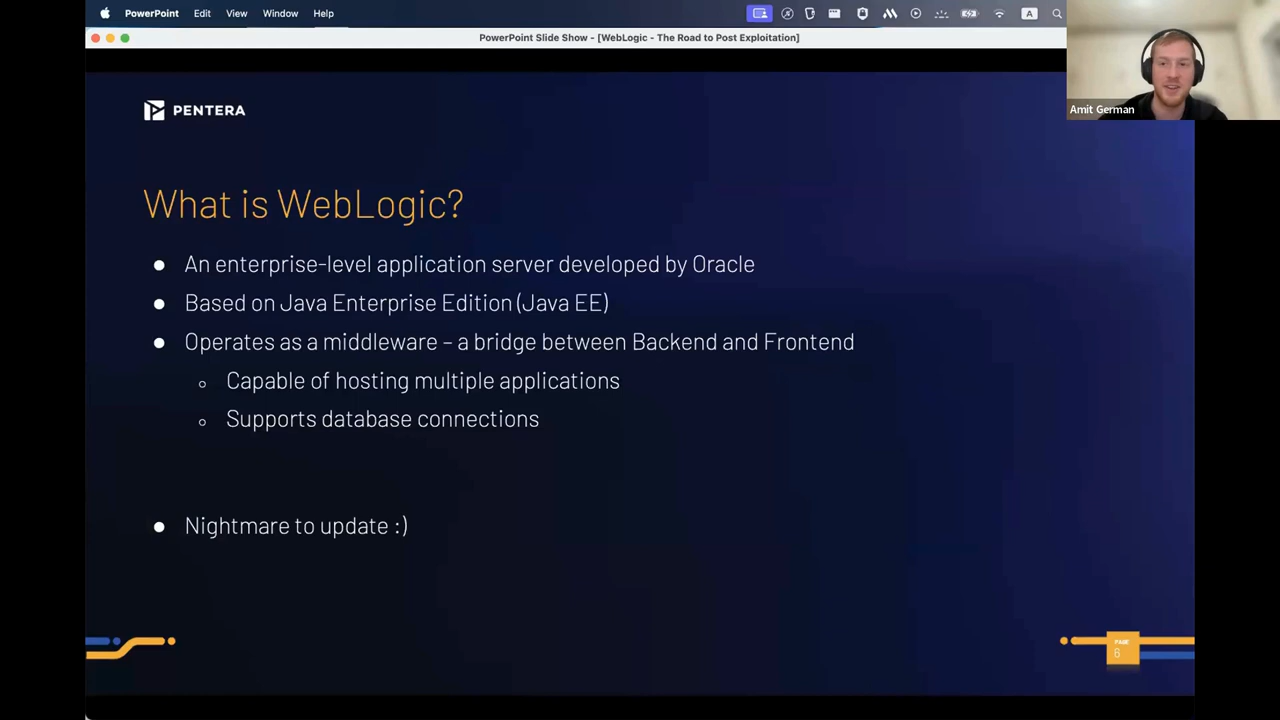 PowerPoint Edit View Window Help
A
PowerPoint Slide Show - [WebLogic - The Road to Post Exploitation]
Amit German
PENTERA
What is WebLogic?
● An enterprise-level application server developed by Oracle
● Based on Java Enterprise Edition (Java EE)
● Operates as a middleware – a bridge between Backend and Frontend
○ Capable of hosting multiple applications
○ Supports database connections
● Nightmare to update :)
PAGE
6